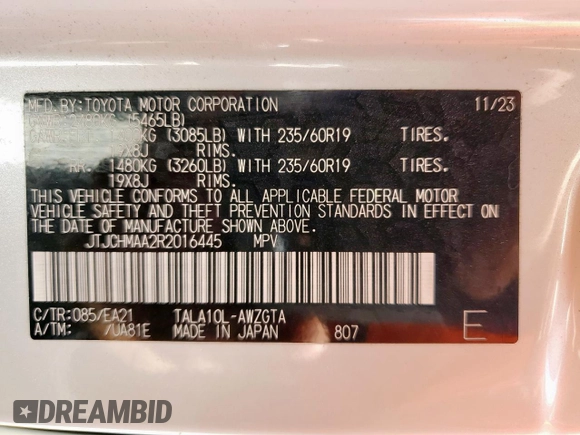 MFD.BY:TOYOTA MOTOR CORPORATION 11/23
(5465LB)
KG (3085LB) WITH 235/60R19 TIRES.
19X8J RIMS.
RR. 1480KG (3260LB) WITH 235/60R19 TIRES.
19X8J RIMS.
THIS VEHICLE CONFORMS TO ALL APPLICABLE FEDERAL MOTOR
VEHICLE SAFETY AND THEFT PREVENTION STANDARDS IN EFFECT ON
THE DATE OF MANUFACTURE SHOWN ABOVE.
JTJCHMAA2R2016445 MPV
C/TR:085/EA21 TALA10L-AWZGTA
A/TM: /UA81E MADE IN JAPAN 807 E
DREAMBID